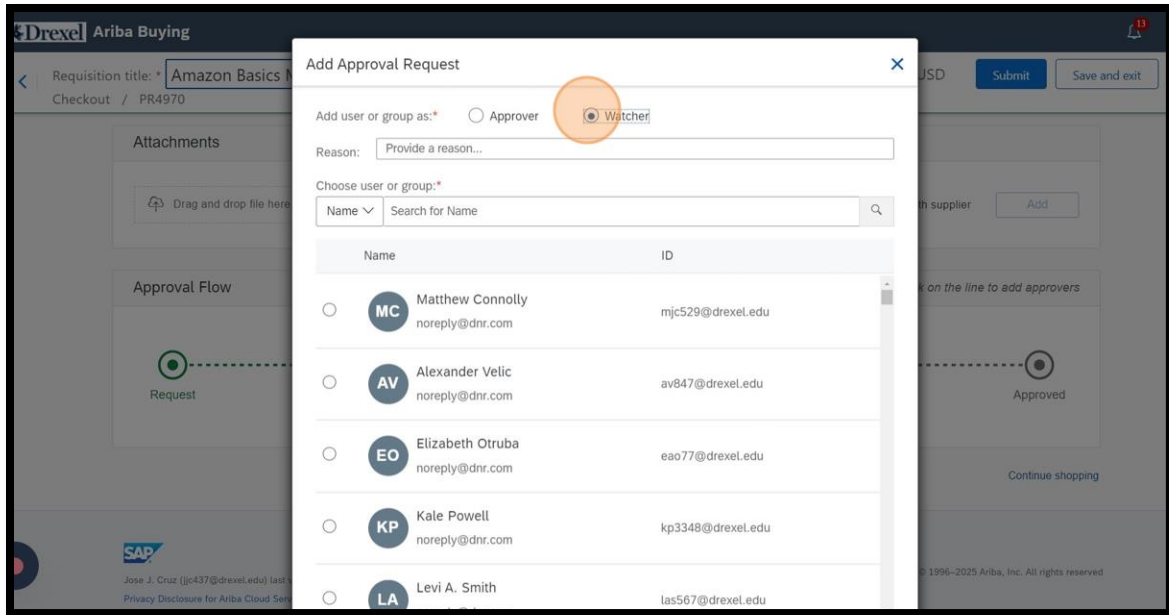 Drexel Ariba Buying
13
Add Approval Request
Requisition title: * Amazon Basics
USD
Submit
Save and exit
Checkout / PR4970
Add user or group as:* Approver Watcher
Attachments
Reason: Provide a reason...
Choose user or group:*
Drag and drop file here
Name Search for Name
supplier
Add
Name ID
Approval Flow
on the line to add approvers
MC Matthew Connolly
noreply@dnr.com
mjc529@drexel.edu
AV Alexander Velic
noreply@dnr.com
av847@drexel.edu
Request
Approved
EO Elizabeth Otruba
noreply@dnr.com
eao77@drexel.edu
Continue shopping
KP Kale Powell
noreply@dnr.com
kp3348@drexel.edu
SAP
Jose J. Cruz (jjc437@drexel.edu) last
© 1996–2025 Ariba, Inc. All rights reserved
LA Levi A. Smith
las567@drexel.edu
Privacy Disclosure for Ariba Cloud